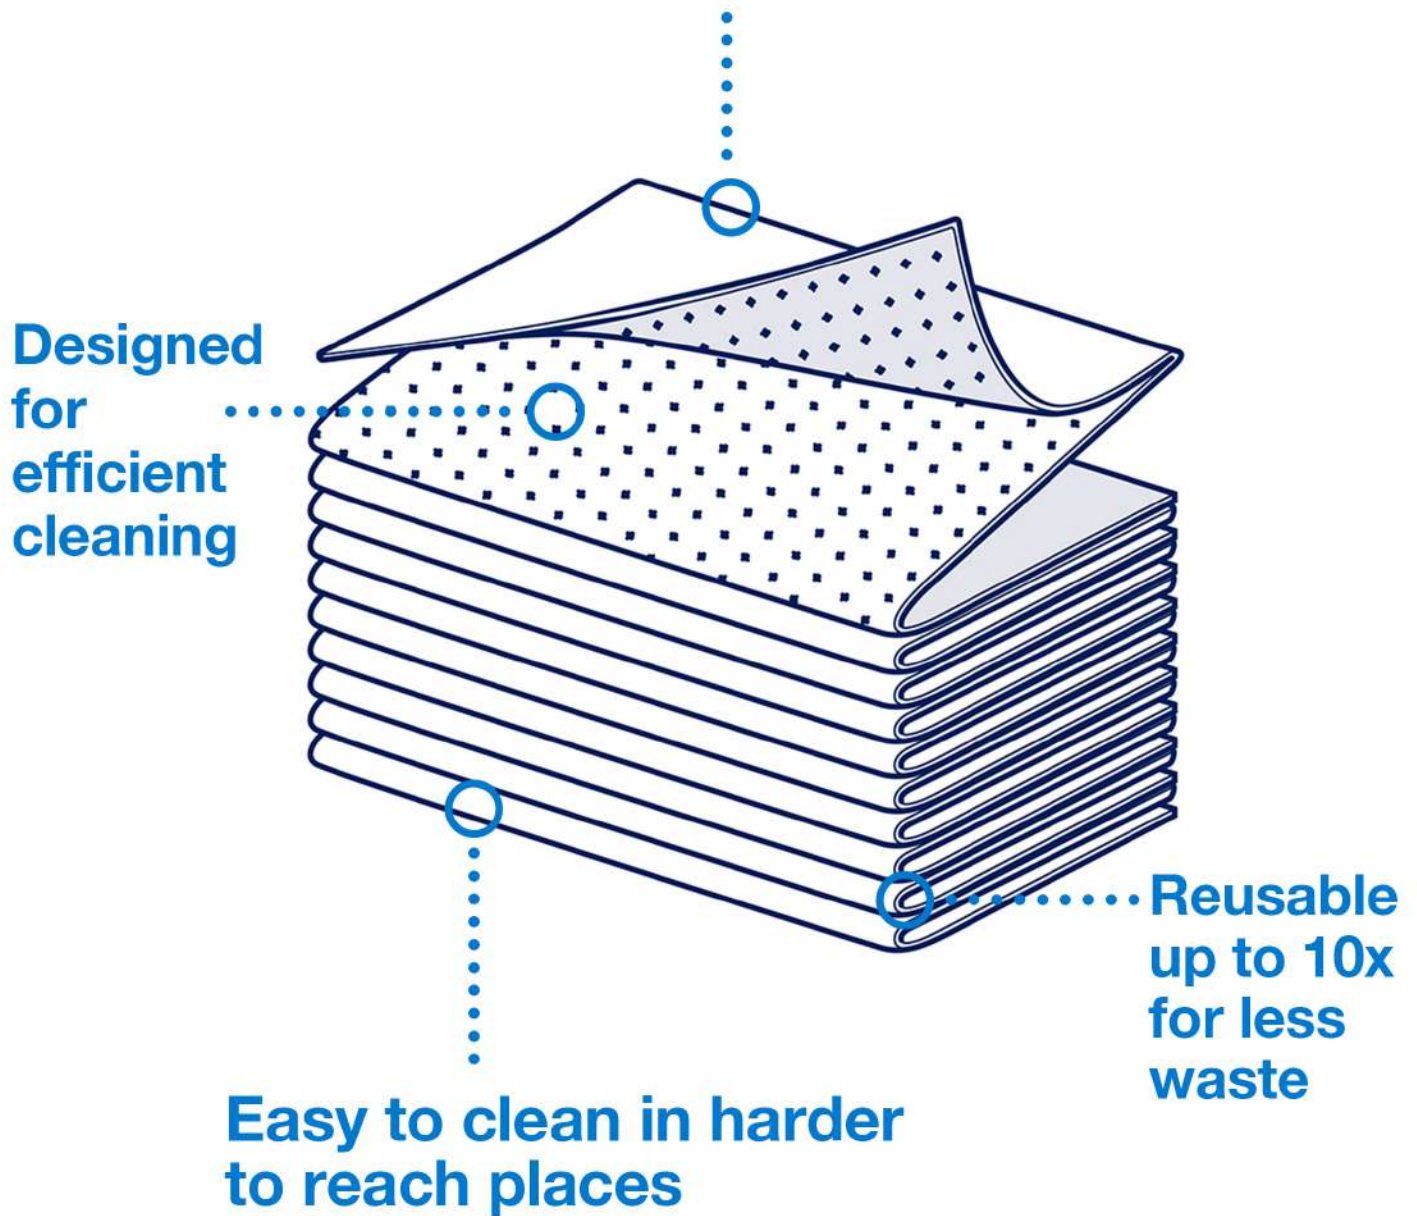 Designed
for
efficient
cleaning
Reusable
up to 10x
for less
waste
Easy to clean in harder
to reach places